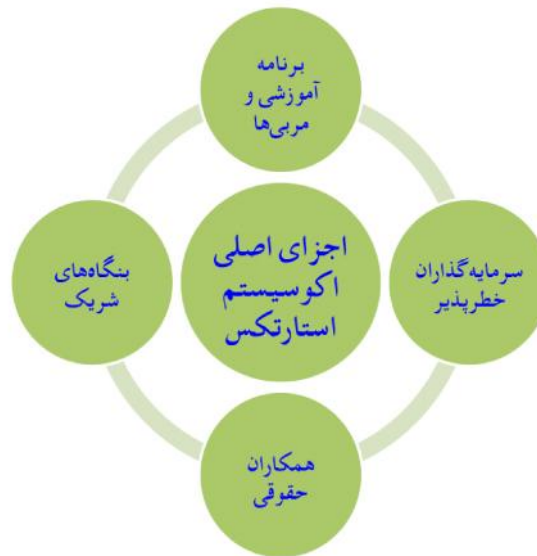 برنامه
آموزشی و
مربی‌ها
اجزای اصلی
اکوسیستم
استارتکس
سرمایه‌گذاران
خطرپذیر
بنگاه‌های
شریک
همکاران
حقوقی